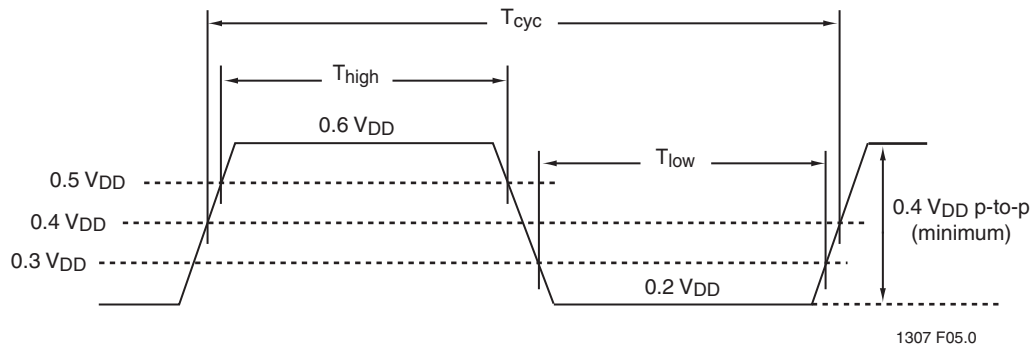 Tcyc
Thigh
0.6 VDD
Tlow
0.5 VDD
0.4 VDD
0.4 VDD p-to-p
(minimum)
0.3 VDD
0.2 VDD
1307 F05.0